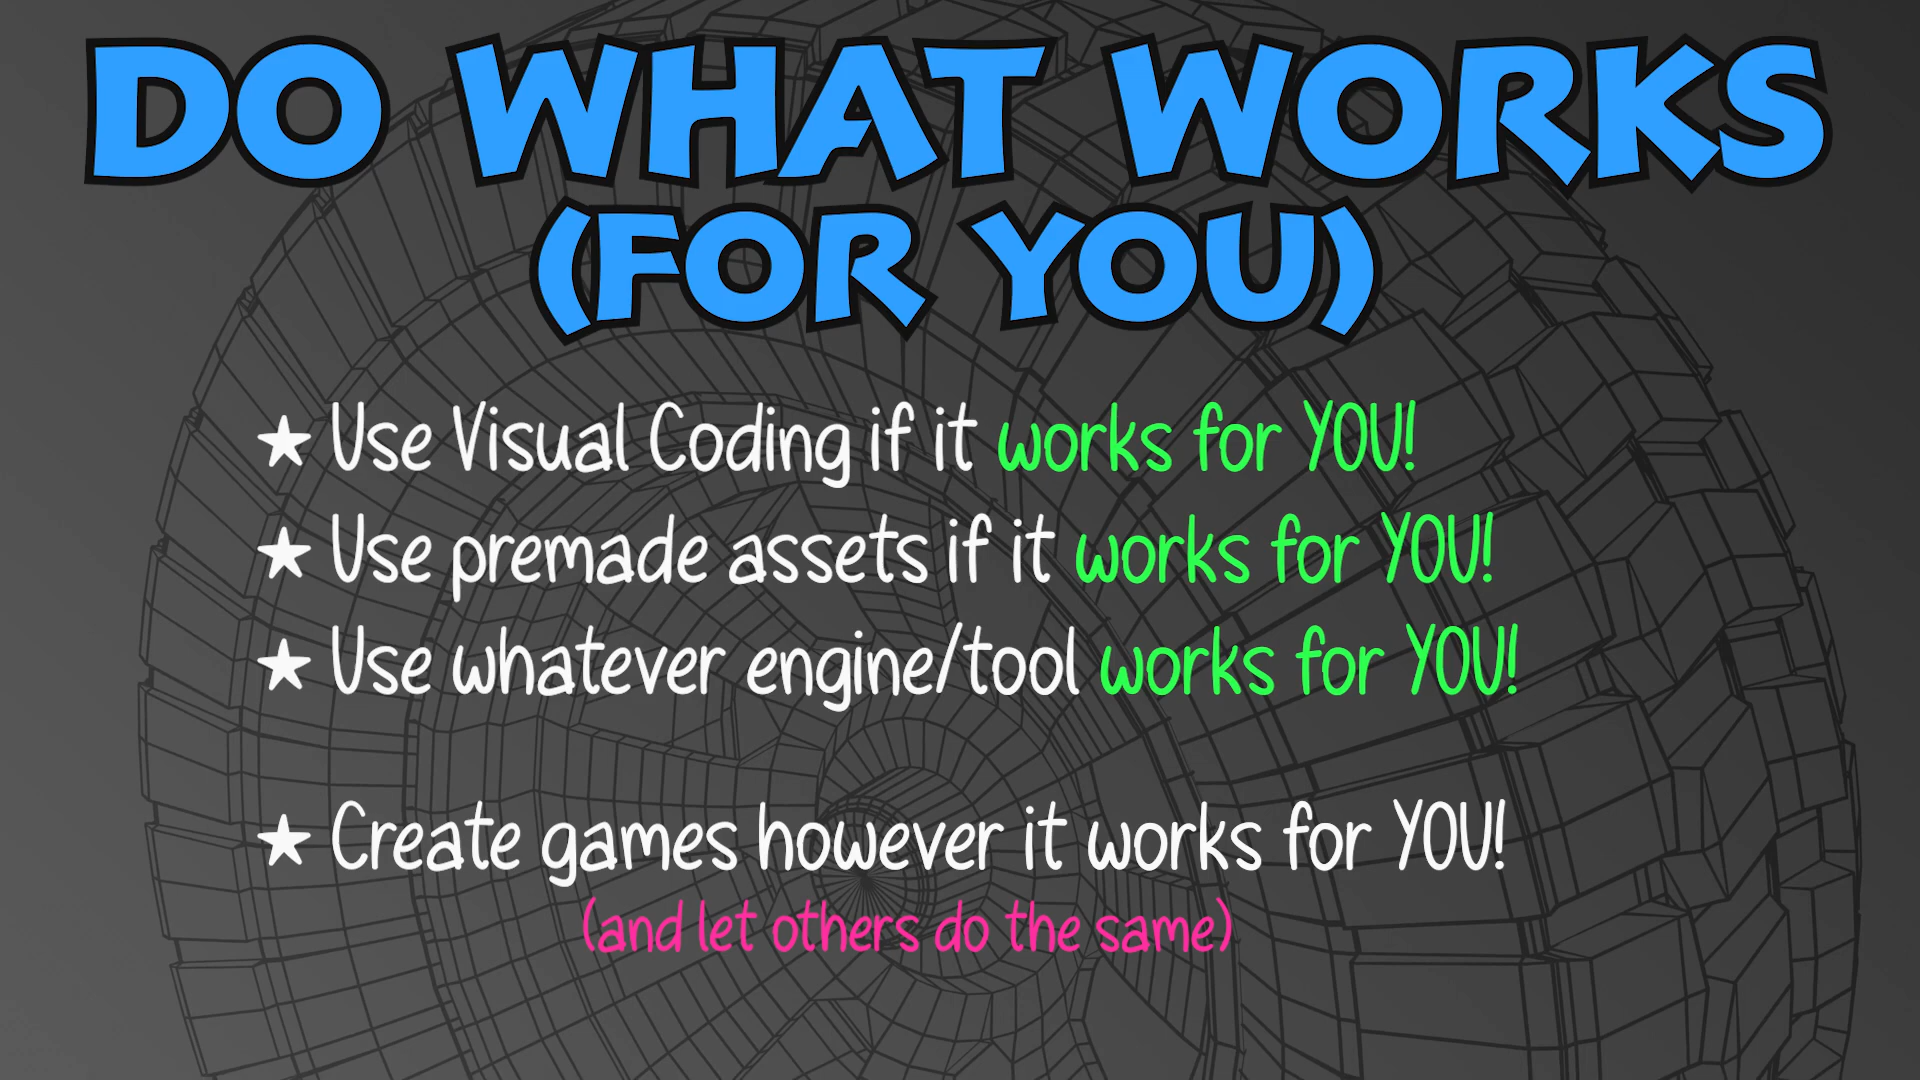 DO WHAT WORKS
(FOR YOU)
★ Use Visual Coding if it works for YOU!
★ Use premade assets if it works for YOU!
★ Use whatever engine/tool works for YOU!
★ Create games however it works for YOU!
(and let others do the same)